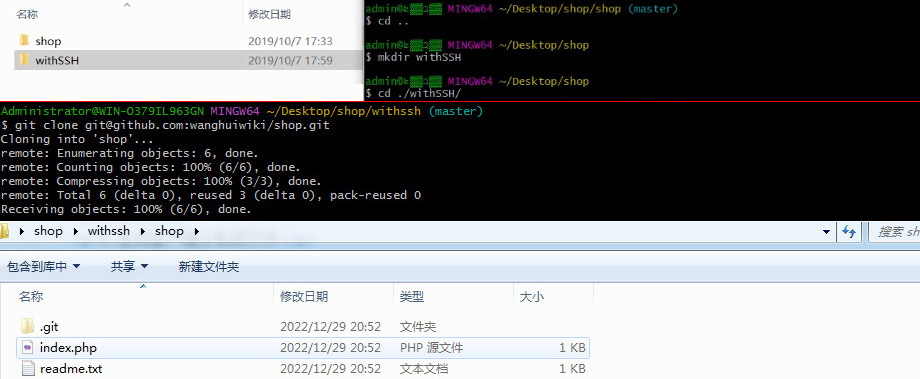 名称 修改日期
shop 2019/10/7 17:33
withSSH 2019/10/7 17:59
MINGW64 ~/Desktop/shop/shop (master)
$ cd ..
MINGW64 ~/Desktop/shop
$ mkdir withSSH
MINGW64 ~/Desktop/shop
$ cd ./withSSH/
Administrator@WIN-O379IL963GN MINGW64 ~/Desktop/shop/withssh (master)
$ git clone git@github.com:wanghuiwiki/shop.git
Cloning into 'shop'...
remote: Enumerating objects: 6, done.
remote: Counting objects: 100% (6/6), done.
remote: Compressing objects: 100% (3/3), done.
remote: Total 6 (delta 0), reused 3 (delta 0), pack-reused 0
Receiving objects: 100% (6/6), done.
shop withssh shop 搜索 sh
包含到库中 共享 新建文件夹
名称 修改日期 类型 大小
.git 2022/12/29 20:52 文件夹
index.php 2022/12/29 20:52 PHP 源文件 1 KB
readme.txt 2022/12/29 20:52 文本文档 1 KB